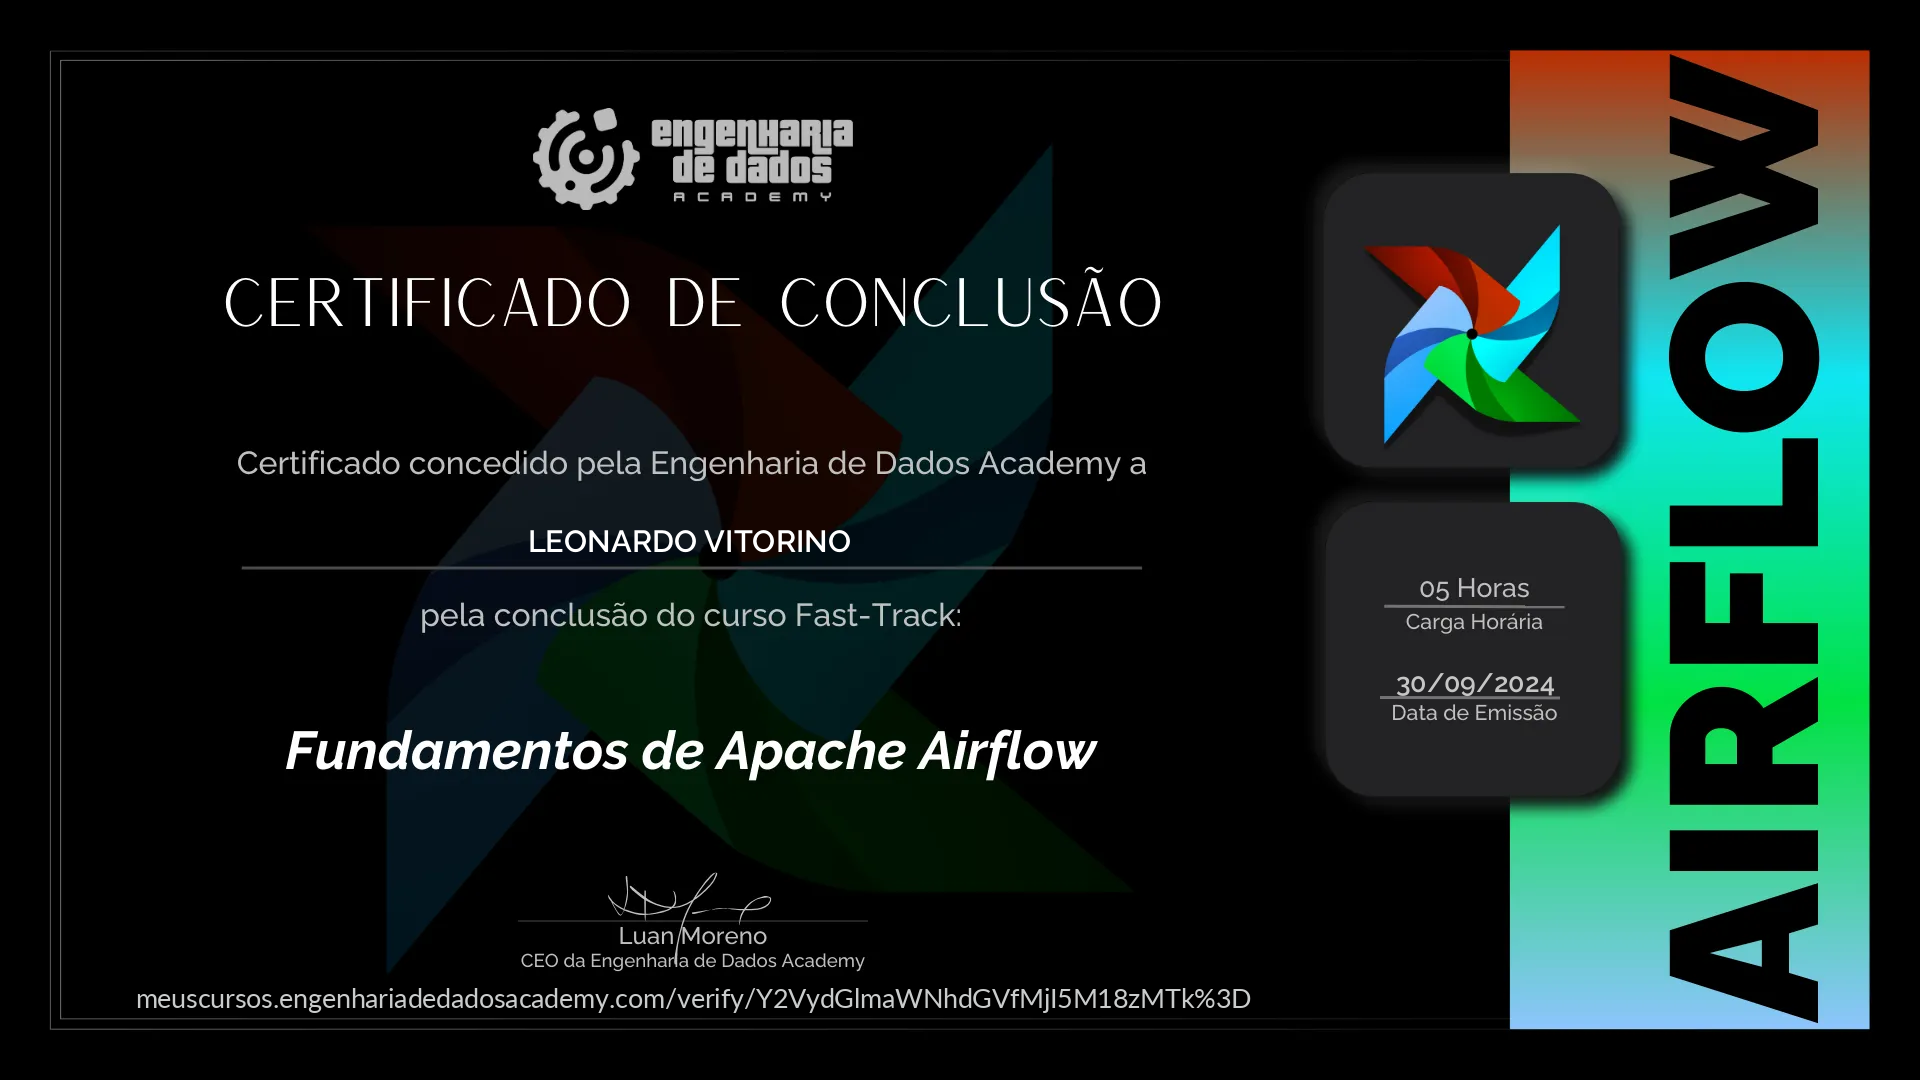 engenharia
de dados
ACADEMY
CERTIFICADO DE CONCLUSÃO
Certificado concedido pela Engenharia de Dados Academy a
LEONARDO VITORINO
pela conclusão do curso Fast-Track:
Fundamentos de Apache Airflow
Luan Moreno
CEO da Engenharia de Dados Academy
meuscursos.engenhariadedadosacademy.com/verify/Y2VydGlmaWNhdGVfMjI5M18zMTk%3D
05 Horas
Carga Horária
30/09/2024
Data de Emissão
AIRFLOW